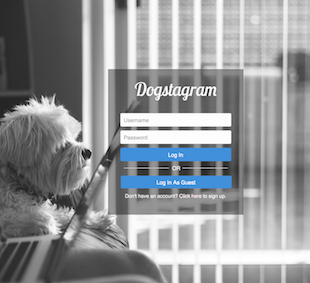 Dogstagram
Username
Password
Log In
OR
Log In As Guest
Don't have an account? Click here to sign up.